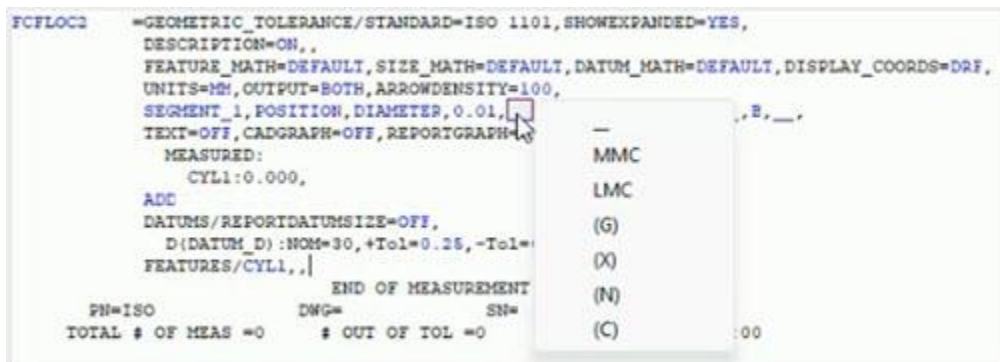 FCFLOC2 =GEOMETRIC_TOLERANCE/STANDARD=ISO 1101,SHOWEXPANDED=YES,
DESCRIPTION=ON,,
FEATURE_MATH=DEFAULT,SIZE_MATH=DEFAULT,DATUM_MATH=DEFAULT,DISPLAY_COORDS=DRF,
UNITS=MM,OUTPUT=BOTH,ARROWDENSITY=100,
SEGMENT_1,POSITION,DIAMETER,0.01,__ ,B,__,
TEXT=OFF,CADGRAPH=OFF,REPORTGRAPH=
MEASURED:
CYL1:0.000,
ADD
DATUMS/REPORTDATUMSIZE=OFF,
D(DATUM_D):NOM=30,+Tol=0.25,-Tol=
FEATURES/CYL1,,
END OF MEASUREMENT
PN=ISO DWG= SN=
TOTAL # OF MEAS =0 # OUT OF TOL =0 :00
__
MMC
LMC
(G)
(X)
(N)
(C)